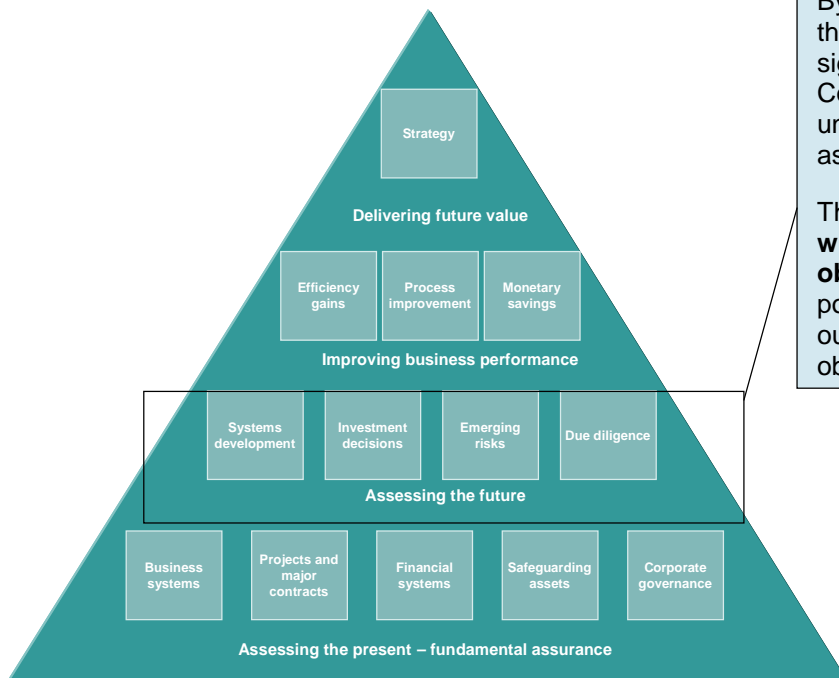 Strategy
Delivering future value
Efficiency
gains
Process
improvement
Monetary
savings
Improving business performance
Systems
development
Investment
decisions
Emerging
risks
Due diligence
Assessing the future
Business
systems
Projects and
major
contracts
Financial
systems
Safeguarding
assets
Corporate
governance
Assessing the present – fundamental assurance
By